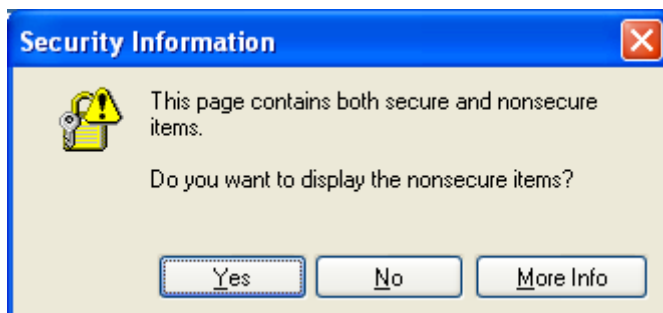 Security Information
This page contains both secure and nonsecure
items.
Do you want to display the nonsecure items?
Yes No More Info